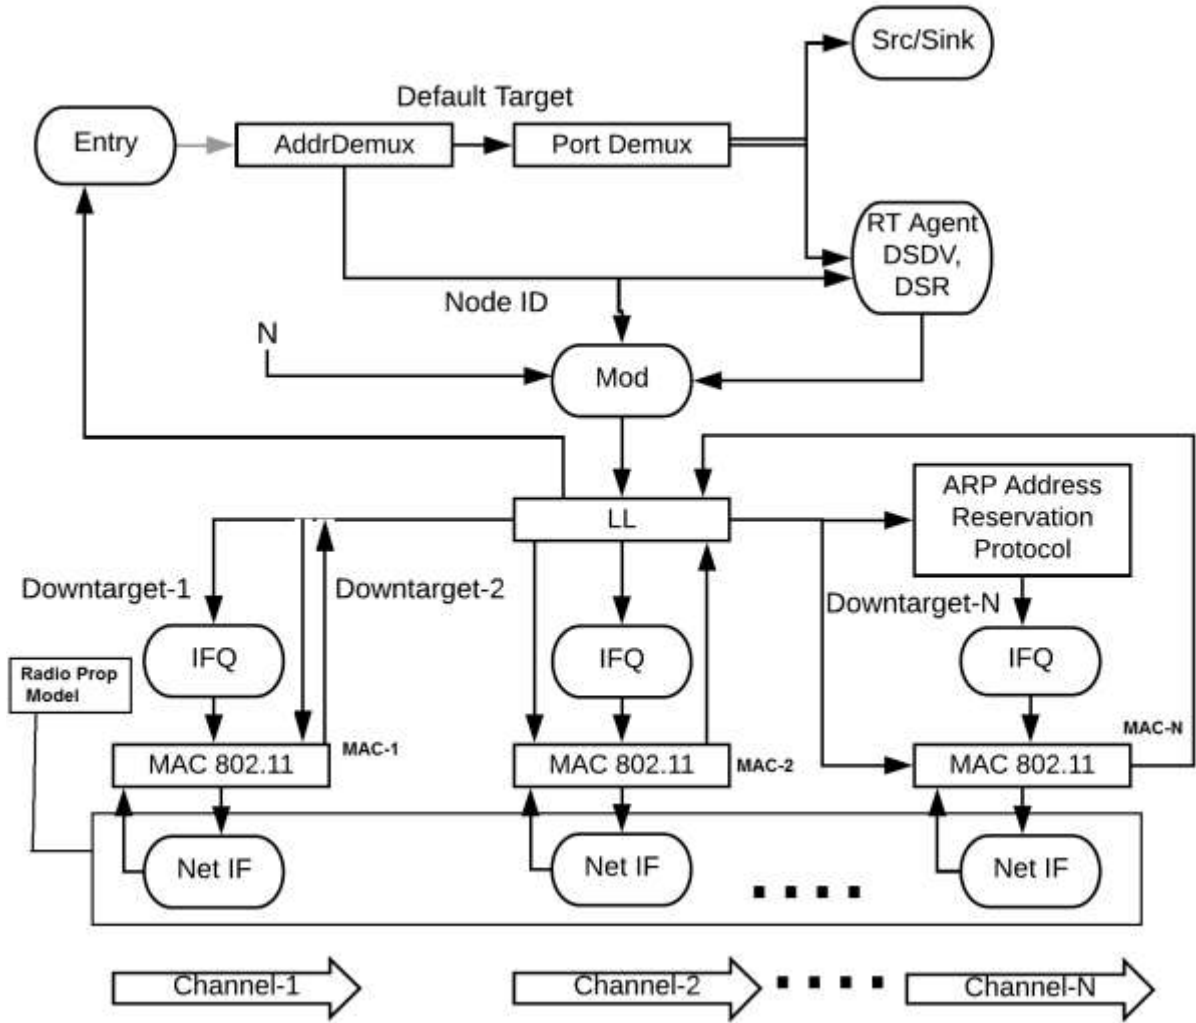 Src/Sink
Default Target
Entry
AddrDemux
Port Demux
RT Agent
DSDV,
DSR
Node ID
N
Mod
ARP Address
Reservation
Protocol
LL
Downtarget-1
Downtarget-2
Downtarget-N
IFQ
IFQ
IFQ
Radio Prop
Model
MAC-1
MAC-2
MAC-N
MAC 802.11
MAC 802.11
MAC 802.11
Net IF
Net IF
Net IF
Channel-1
Channel-2
Channel-N